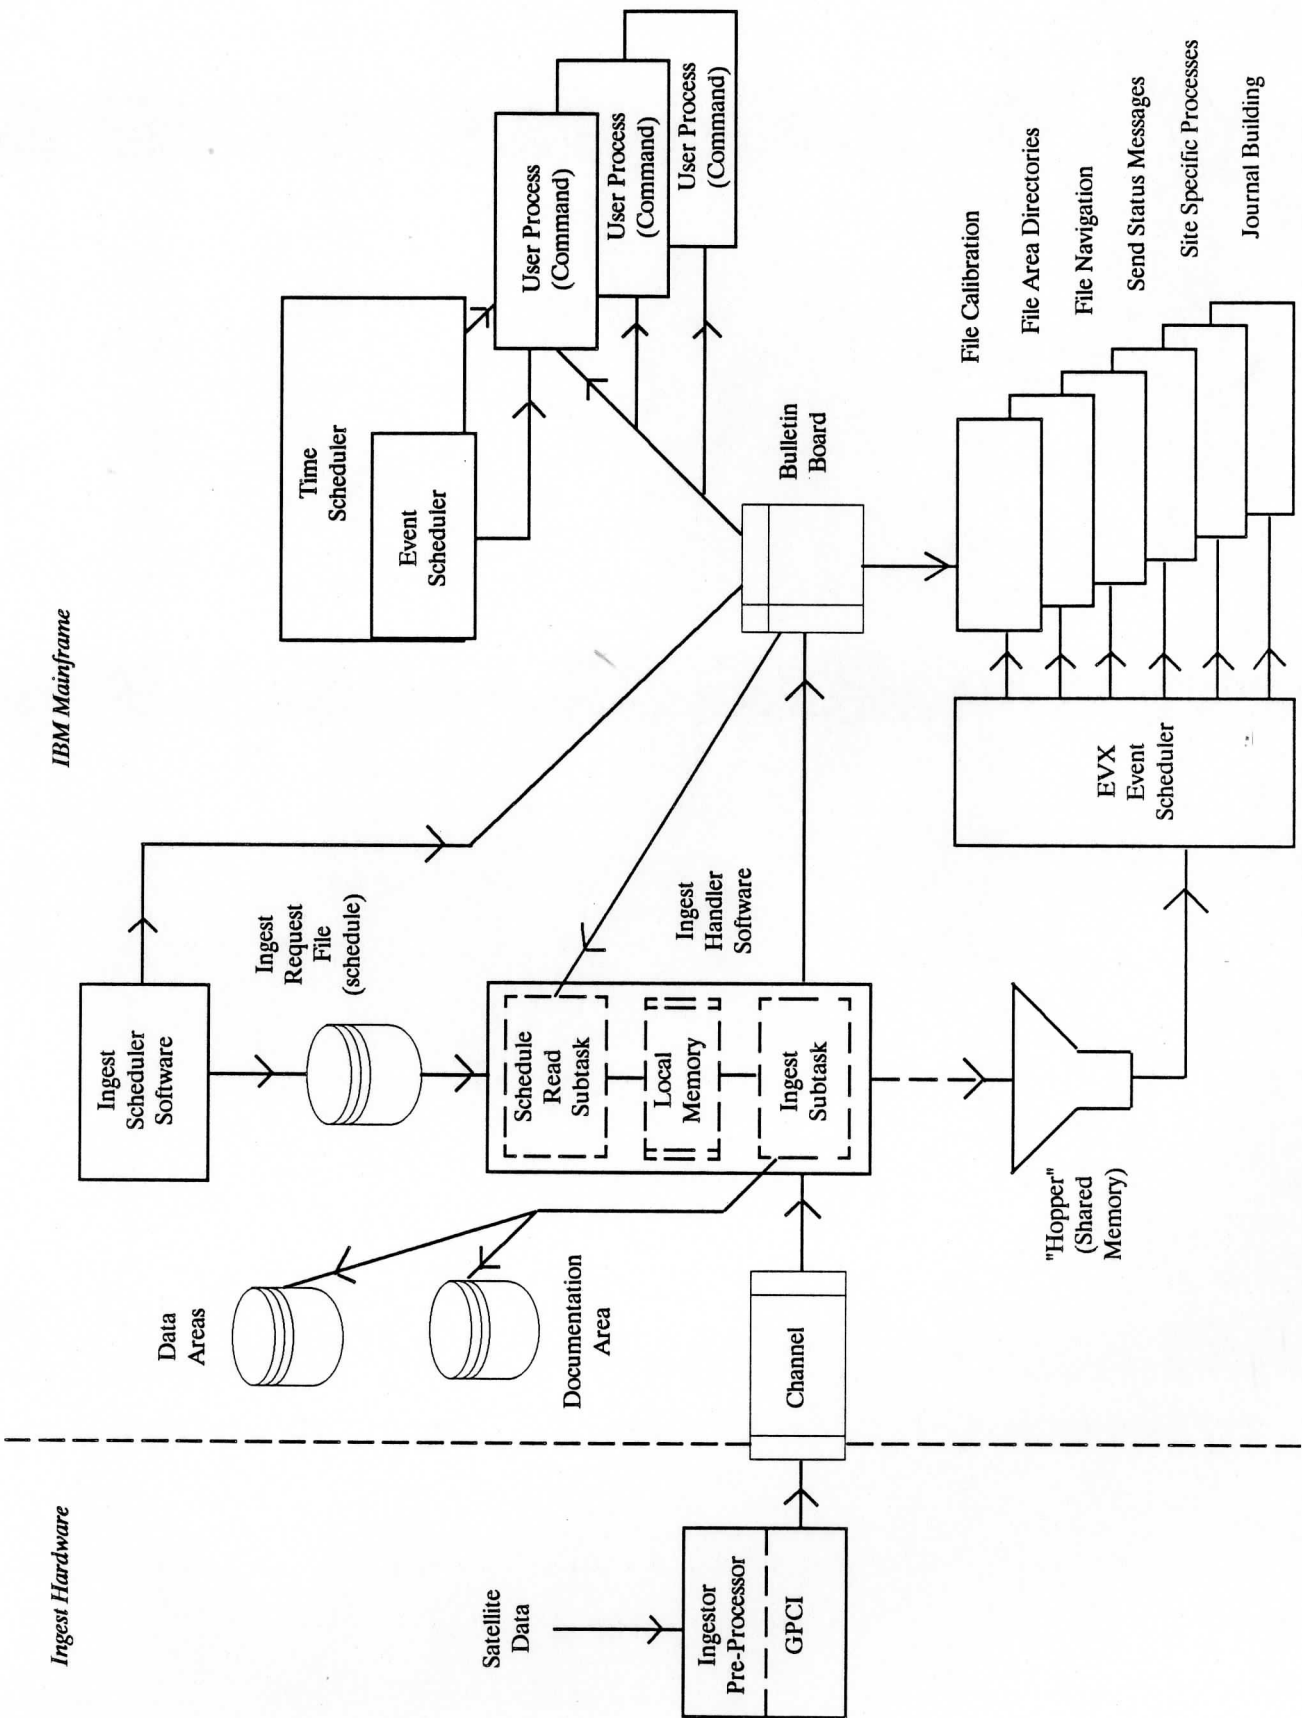 Ingest Hardware
IBM Mainframe
Satellite
Data
Ingestor
Pre-Processor
GPCI
Channel
Data
Areas
Documentation
Area
Ingest
Scheduler
Software
Ingest
Request
File
(schedule)
Schedule
Read
Subtask
Local
Memory
Ingest
Subtask
Ingest
Handler
Software
"Hopper"
(Shared
Memory)
Time
Scheduler
Event
Scheduler
User Process
(Command)
User Process
(Command)
User Process
(Command)
Bulletin
Board
EVX
Event
Scheduler
File Calibration
File Area Directories
File Navigation
Send Status Messages
Site Specific Processes
Journal Building